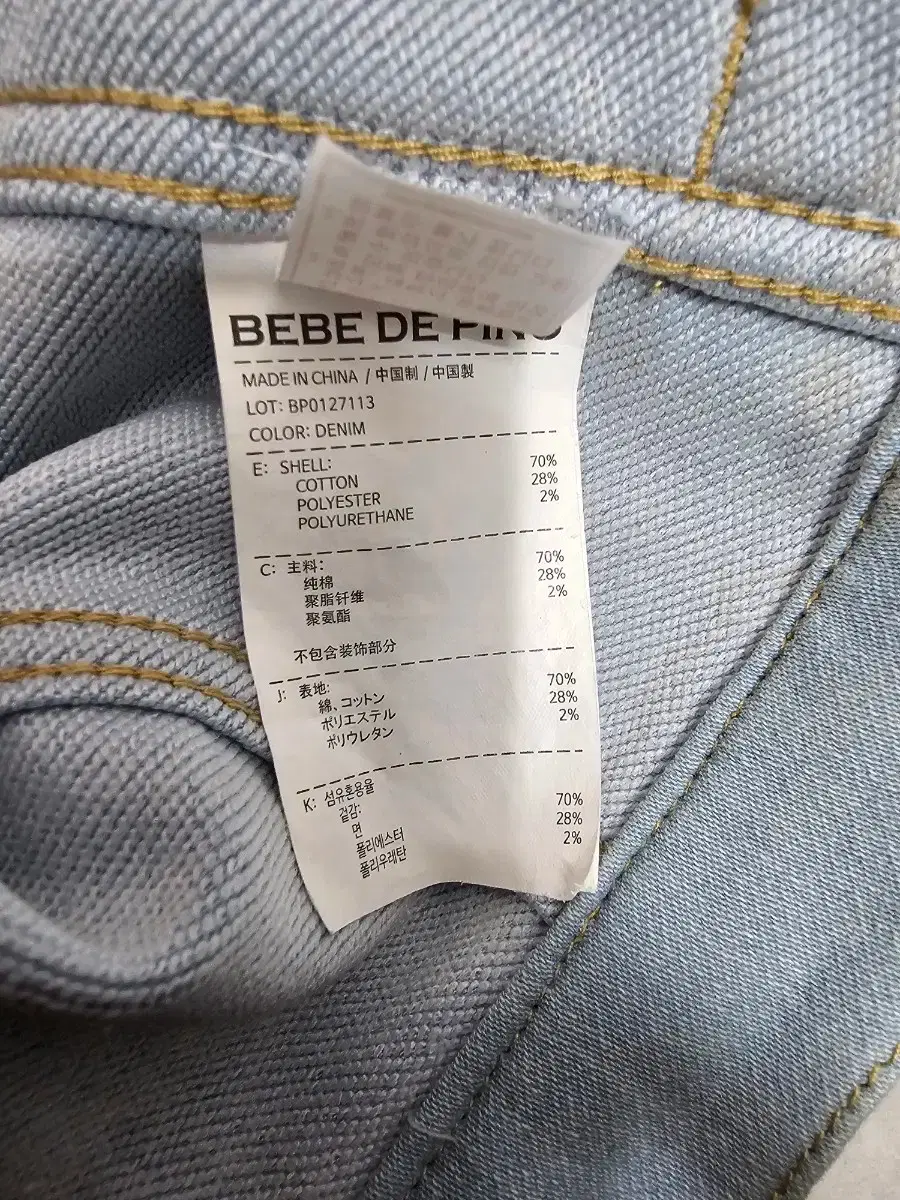 BEBE DE PINO
MADE IN CHINA / 中国制 / 中国製
LOT: BP0127113
COLOR: DENIM
E: SHELL: 70%
COTTON 28%
POLYESTER 2%
POLYURETHANE
C: 主料: 70%
纯棉 28%
聚脂钎维 2%
聚氨酯
不包含装饰部分
J: 表地: 70%
綿、コットン 28%
ポリエステル 2%
ポリウレタン
K: 섬유혼용율 70%
겉감: 28%
면 2%
폴리에스터
폴리우레탄